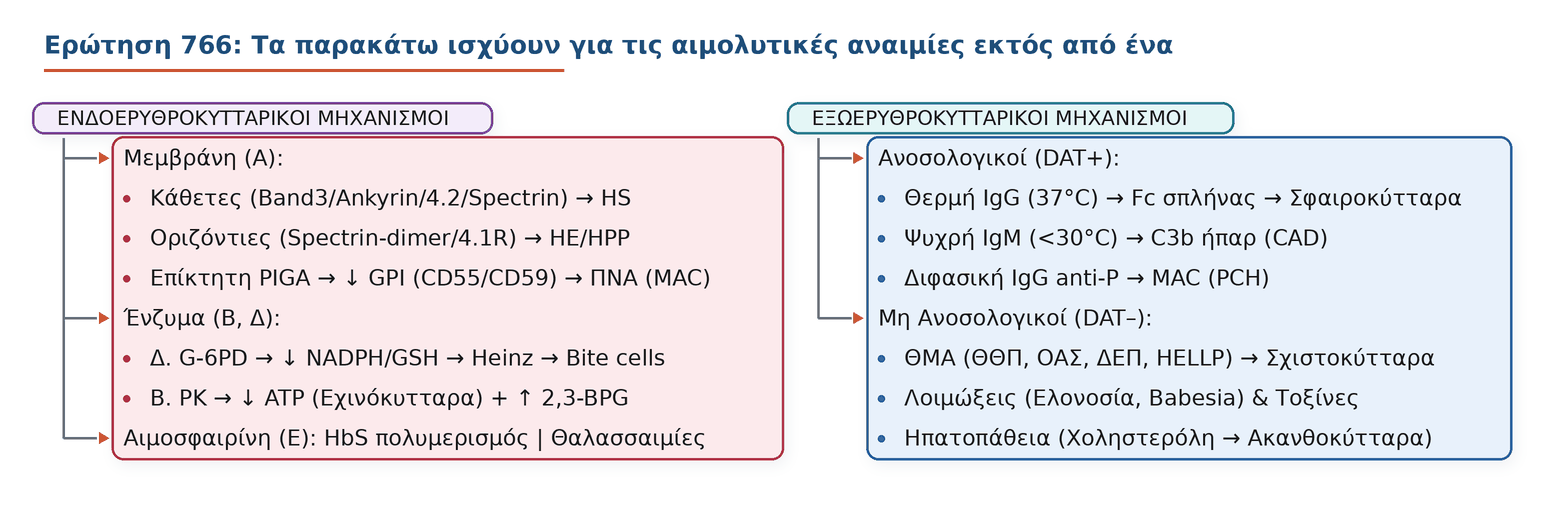 Ερώτηση 766: Τα παρακάτω ισχύουν για τις αιμολυτικές αναιμίες εκτός από ένα
ΕΝΔΟΕΡΥΘΡΟΚΥΤΤΑΡΙΚΟΙ ΜΗΧΑΝΙΣΜΟΙ
Μεμβράνη (Α):
• Κάθετες (Band3/Ankyrin/4.2/Spectrin) → HS
• Οριζόντιες (Spectrin-dimer/4.1R) → HE/HPP
• Επίκτητη PIGA → ↓ GPI (CD55/CD59) → ΠΝΑ (MAC)
Ένζυμα (Β, Δ):
• Δ. G-6PD → ↓ NADPH/GSH → Heinz → Bite cells
• Β. PK → ↓ ATP (Εχινόκυτταρα) + ↑ 2,3-BPG
Αιμοσφαιρίνη (Ε): HbS πολυμερισμός | Θαλασσαιμίες
ΕΞΩΕΡΥΘΡΟΚΥΤΤΑΡΙΚΟΙ ΜΗΧΑΝΙΣΜΟΙ
Ανοσολογικοί (DAT+):
• Θερμή IgG (37°C) → Fc σπλήνας → Σφαιροκύτταρα
• Ψυχρή IgM (<30°C) → C3b ήπαρ (CAD)
• Διφασική IgG anti-P → MAC (PCH)
Μη Ανοσολογικοί (DAT–):
• ΘΜΑ (ΘΘΠ, ΟΑΣ, ΔΕΠ, HELLP) → Σχιστοκύτταρα
• Λοιμώξεις (Ελονοσία, Babesia) & Τοξίνες
• Ηπατοπάθεια (Χοληστερόλη → Ακανθοκύτταρα)